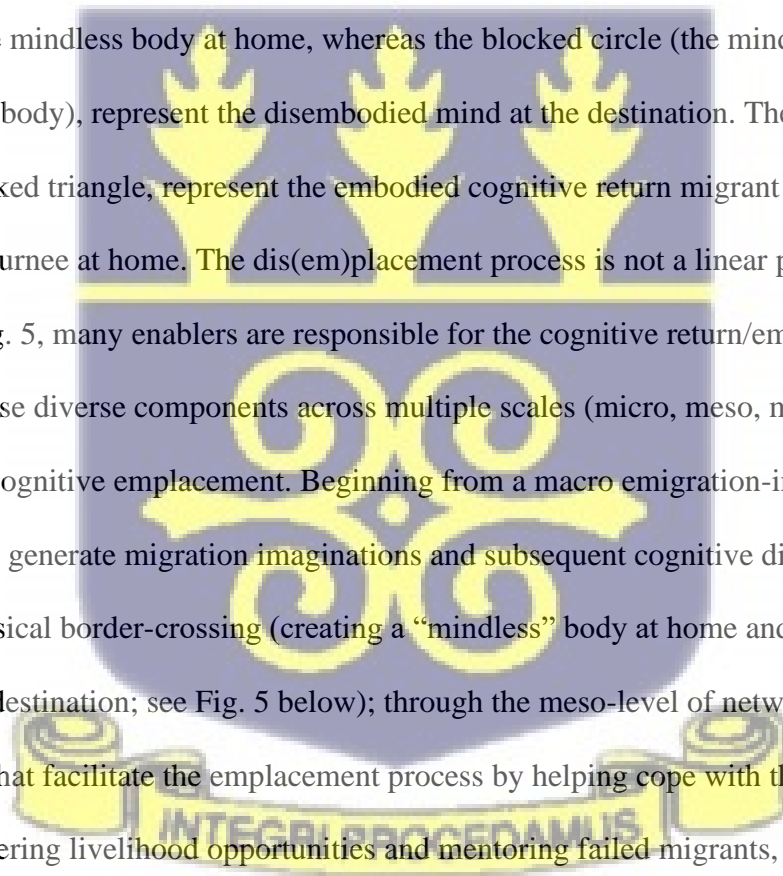 mindless body at home, whereas the blocked circle (the mind
body), represent the disembodied mind at the destination. The
ked triangle, represent the embodied cognitive return migrant
urnee at home. The dis(em)placement process is not a linear p
g. 5, many enablers are responsible for the cognitive return/em
se diverse components across multiple scales (micro, meso, n
ognitive emplacement. Beginning from a macro emigration-i
generate migration imaginations and subsequent cognitive di
sical border-crossing (creating a “mindless” body at home and
destination; see Fig. 5 below); through the meso-level of netw
hat facilitate the emplacement process by helping cope with th
INTEGRI PROCEDAMUS
ering livelihood opportunities and mentoring failed migrants,